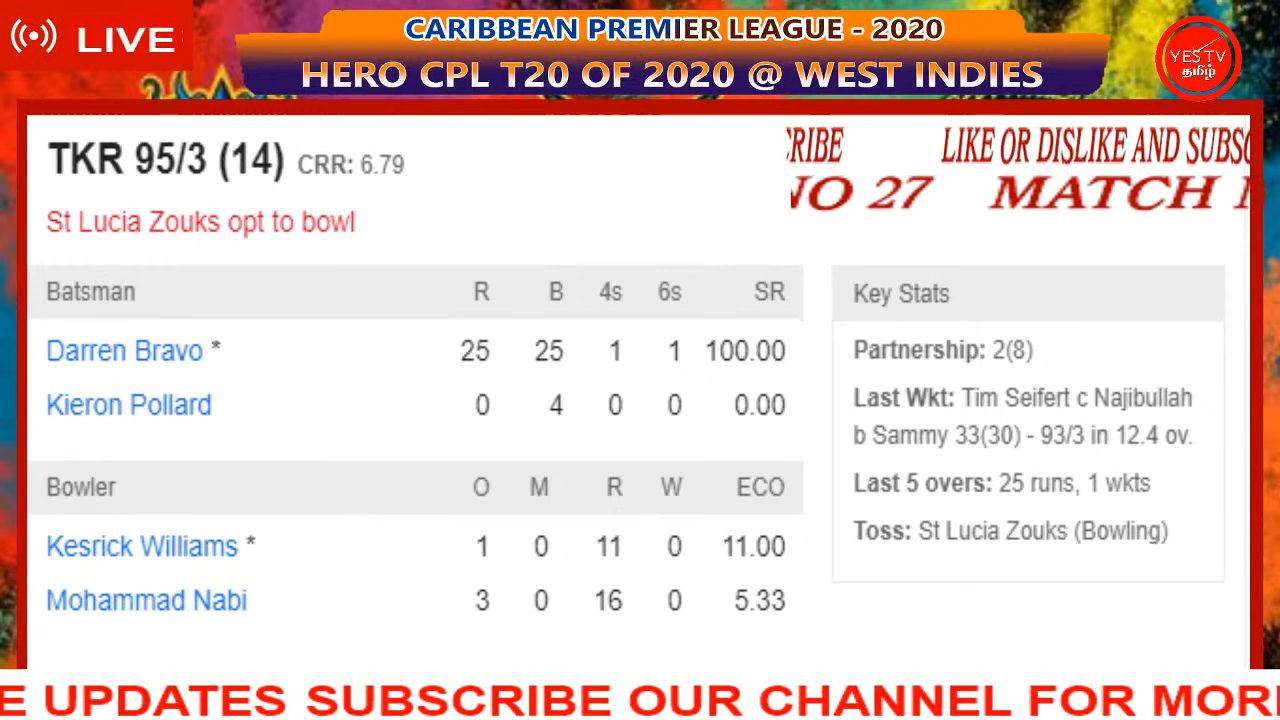 LIVE
CARIBBEAN PREMIER LEAGUE - 2020
HERO CPL T20 OF 2020 @ WEST INDIES
YES TV
தமிழ்
TKR 95/3 (14) CRR: 6.79
CRIBE LIKE OR DISLIKE AND SUBSC
NO 27 MATCH N
St Lucia Zouks opt to bowl
Batsman R B 4s 6s SR
Darren Bravo * 25 25 1 1 100.00
Kieron Pollard 0 4 0 0 0.00
Bowler O M R W ECO
Kesrick Williams * 1 0 11 0 11.00
Mohammad Nabi 3 0 16 0 5.33
Key Stats
Partnership: 2(8)
Last Wkt: Tim Seifert c Najibullah
b Sammy 33(30) - 93/3 in 12.4 ov.
Last 5 overs: 25 runs, 1 wkts
Toss: St Lucia Zouks (Bowling)
E UPDATES SUBSCRIBE OUR CHANNEL FOR MOR